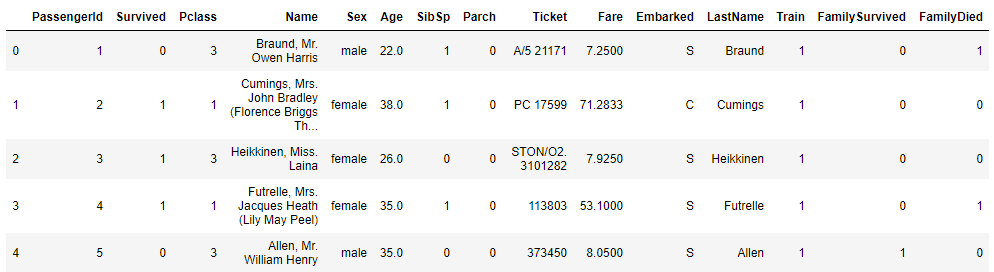 PassengerId Survived Pclass Name Sex Age SibSp Parch Ticket Fare Embarked LastName Train FamilySurvived FamilyDied
0 1 0 3 Braund, Mr. Owen Harris male 22.0 1 0 A/5 21171 7.2500 S Braund 1 0 1
1 2 1 1 Cumings, Mrs. John Bradley (Florence Briggs Th... female 38.0 1 0 PC 17599 71.2833 C Cumings 1 0 0
2 3 1 3 Heikkinen, Miss. Laina female 26.0 0 0 STON/O2. 3101282 7.9250 S Heikkinen 1 0 0
3 4 1 1 Futrelle, Mrs. Jacques Heath (Lily May Peel) female 35.0 1 0 113803 53.1000 S Futrelle 1 0 1
4 5 0 3 Allen, Mr. William Henry male 35.0 0 0 373450 8.0500 S Allen 1 1 0